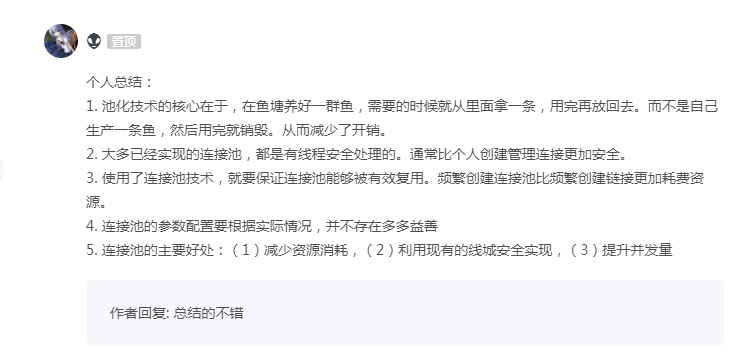 置顶
个人总结：
1. 池化技术的核心在于，在鱼塘养好一群鱼，需要的时候就从里面拿一条，用完再放回去。而不是自己
生产一条鱼，然后用完就销毁。从而减少了开销。
2. 大多已经实现的连接池，都是有线程安全处理的。通常比个人创建管理连接更加安全。
3. 使用了连接池技术，就要保证连接池能够被有效复用。频繁创建连接池比频繁创建链接更加耗费资
源。
4. 连接池的参数配置要根据实际情况，并不存在多多益善
5. 连接池的主要好处：（1）减少资源消耗，（2）利用现有的线城安全实现，（3）提升并发量
作者回复: 总结的不错